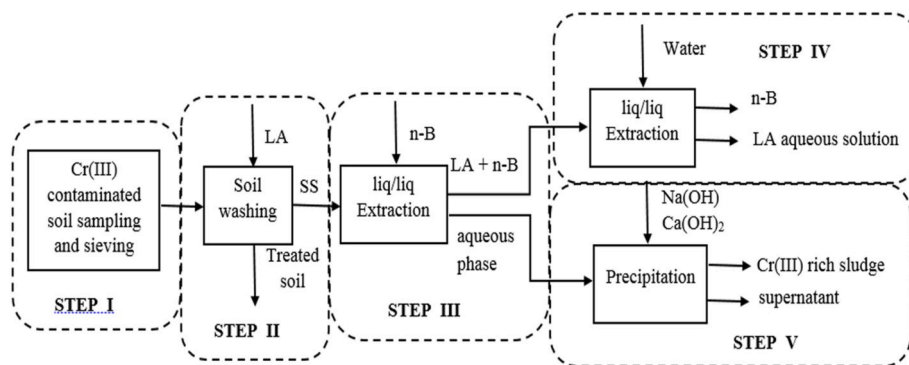 Cr(III)
contaminated
soil sampling
and sieving
STEP I
LA
Soil
washing
SS
Treated
soil
STEP II
n-B
liq/liq
Extraction
LA + n-B
aqueous
phase
STEP III
Water
STEP IV
liq/liq
Extraction
n-B
LA aqueous solution
Na(OH)
Ca(OH)₂
Precipitation
Cr(III) rich sludge
supernatant
STEP V